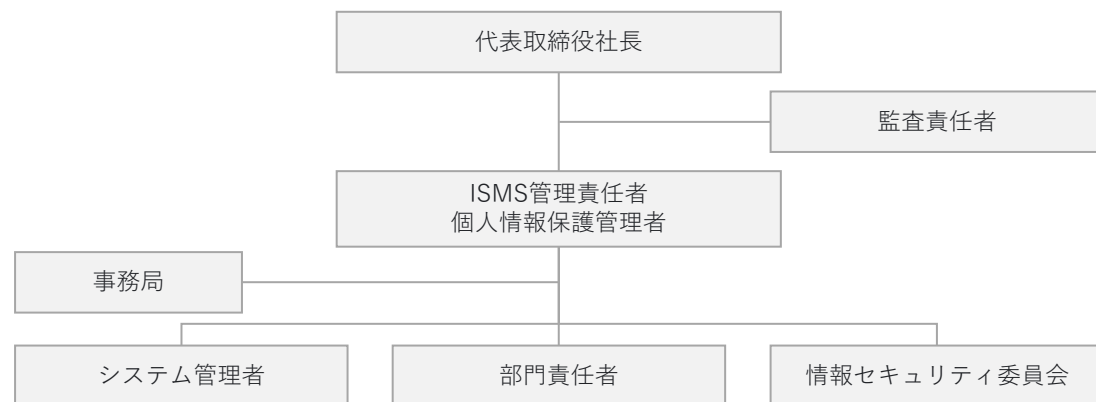 代表取締役社長
監査責任者
ISMS管理責任者
個人情報保護管理者
事務局
システム管理者
部門責任者
情報セキュリティ委員会